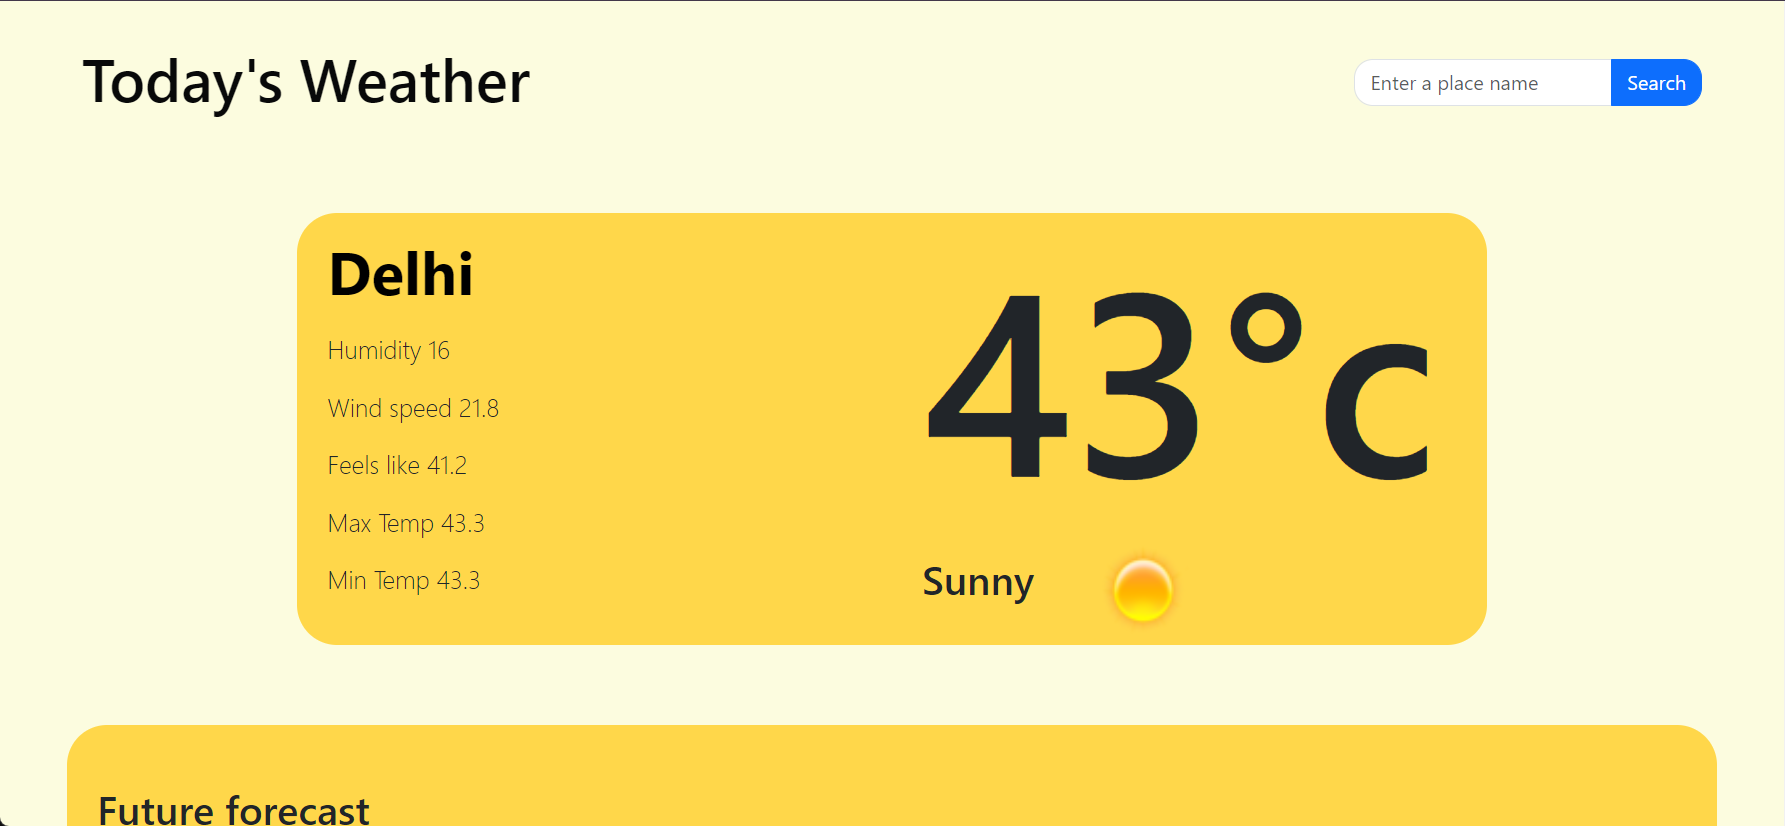 Today's Weather
Enter a place name
Search
Delhi
Humidity 16
Wind speed 21.8
Feels like 41.2
Max Temp 43.3
Min Temp 43.3
43°c
Sunny
Future forecast